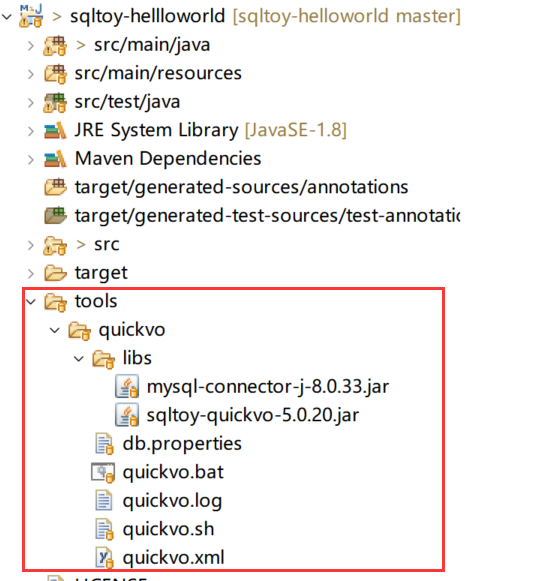 > sqltoy-hellloworld [sqltoy-helloworld master]
> src/main/java
src/main/resources
src/test/java
JRE System Library [JavaSE-1.8]
Maven Dependencies
target/generated-sources/annotations
target/generated-test-sources/test-annotatio
> src
target
tools
quickvo
libs
mysql-connector-j-8.0.33.jar
sqltoy-quickvo-5.0.20.jar
db.properties
quickvo.bat
quickvo.log
quickvo.sh
quickvo.xml